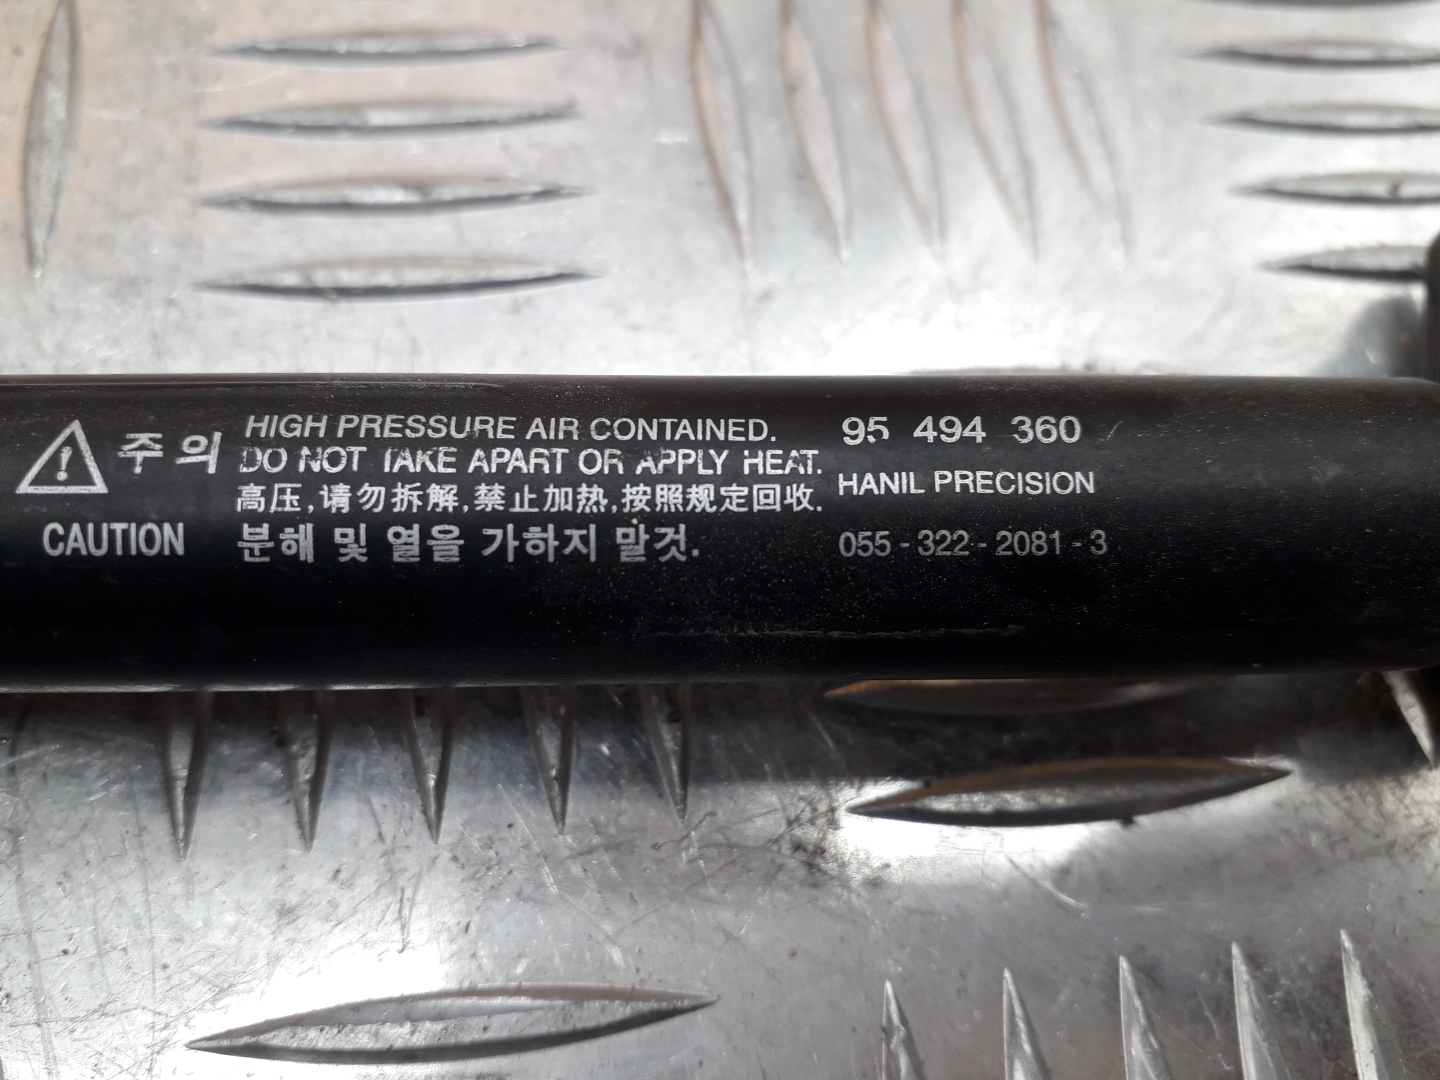 주의
CAUTION
HIGH PRESSURE AIR CONTAINED.
DO NOT TAKE APART OR APPLY HEAT.
高压,请勿拆解,禁止加热,按照规定回收.
분해 및 열을 가하지 말것.
95 494 360
HANIL PRECISION
055 - 322 - 2081 - 3